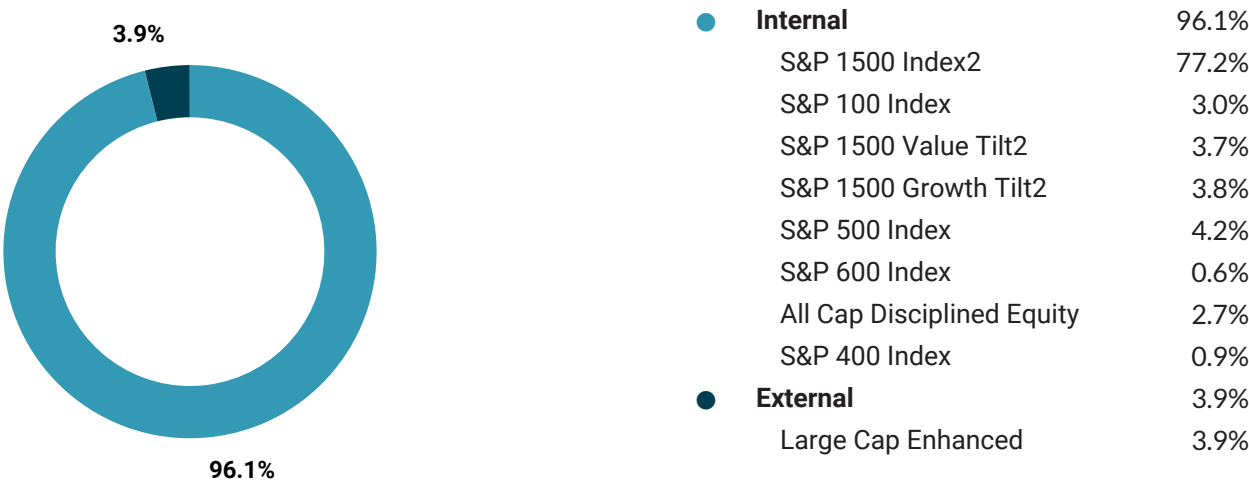 3.9%
96.1%
Internal 96.1%
S&P 1500 Index2 77.2%
S&P 100 Index 3.0%
S&P 1500 Value Tilt2 3.7%
S&P 1500 Growth Tilt2 3.8%
S&P 500 Index 4.2%
S&P 600 Index 0.6%
All Cap Disciplined Equity 2.7%
S&P 400 Index 0.9%
External 3.9%
Large Cap Enhanced 3.9%